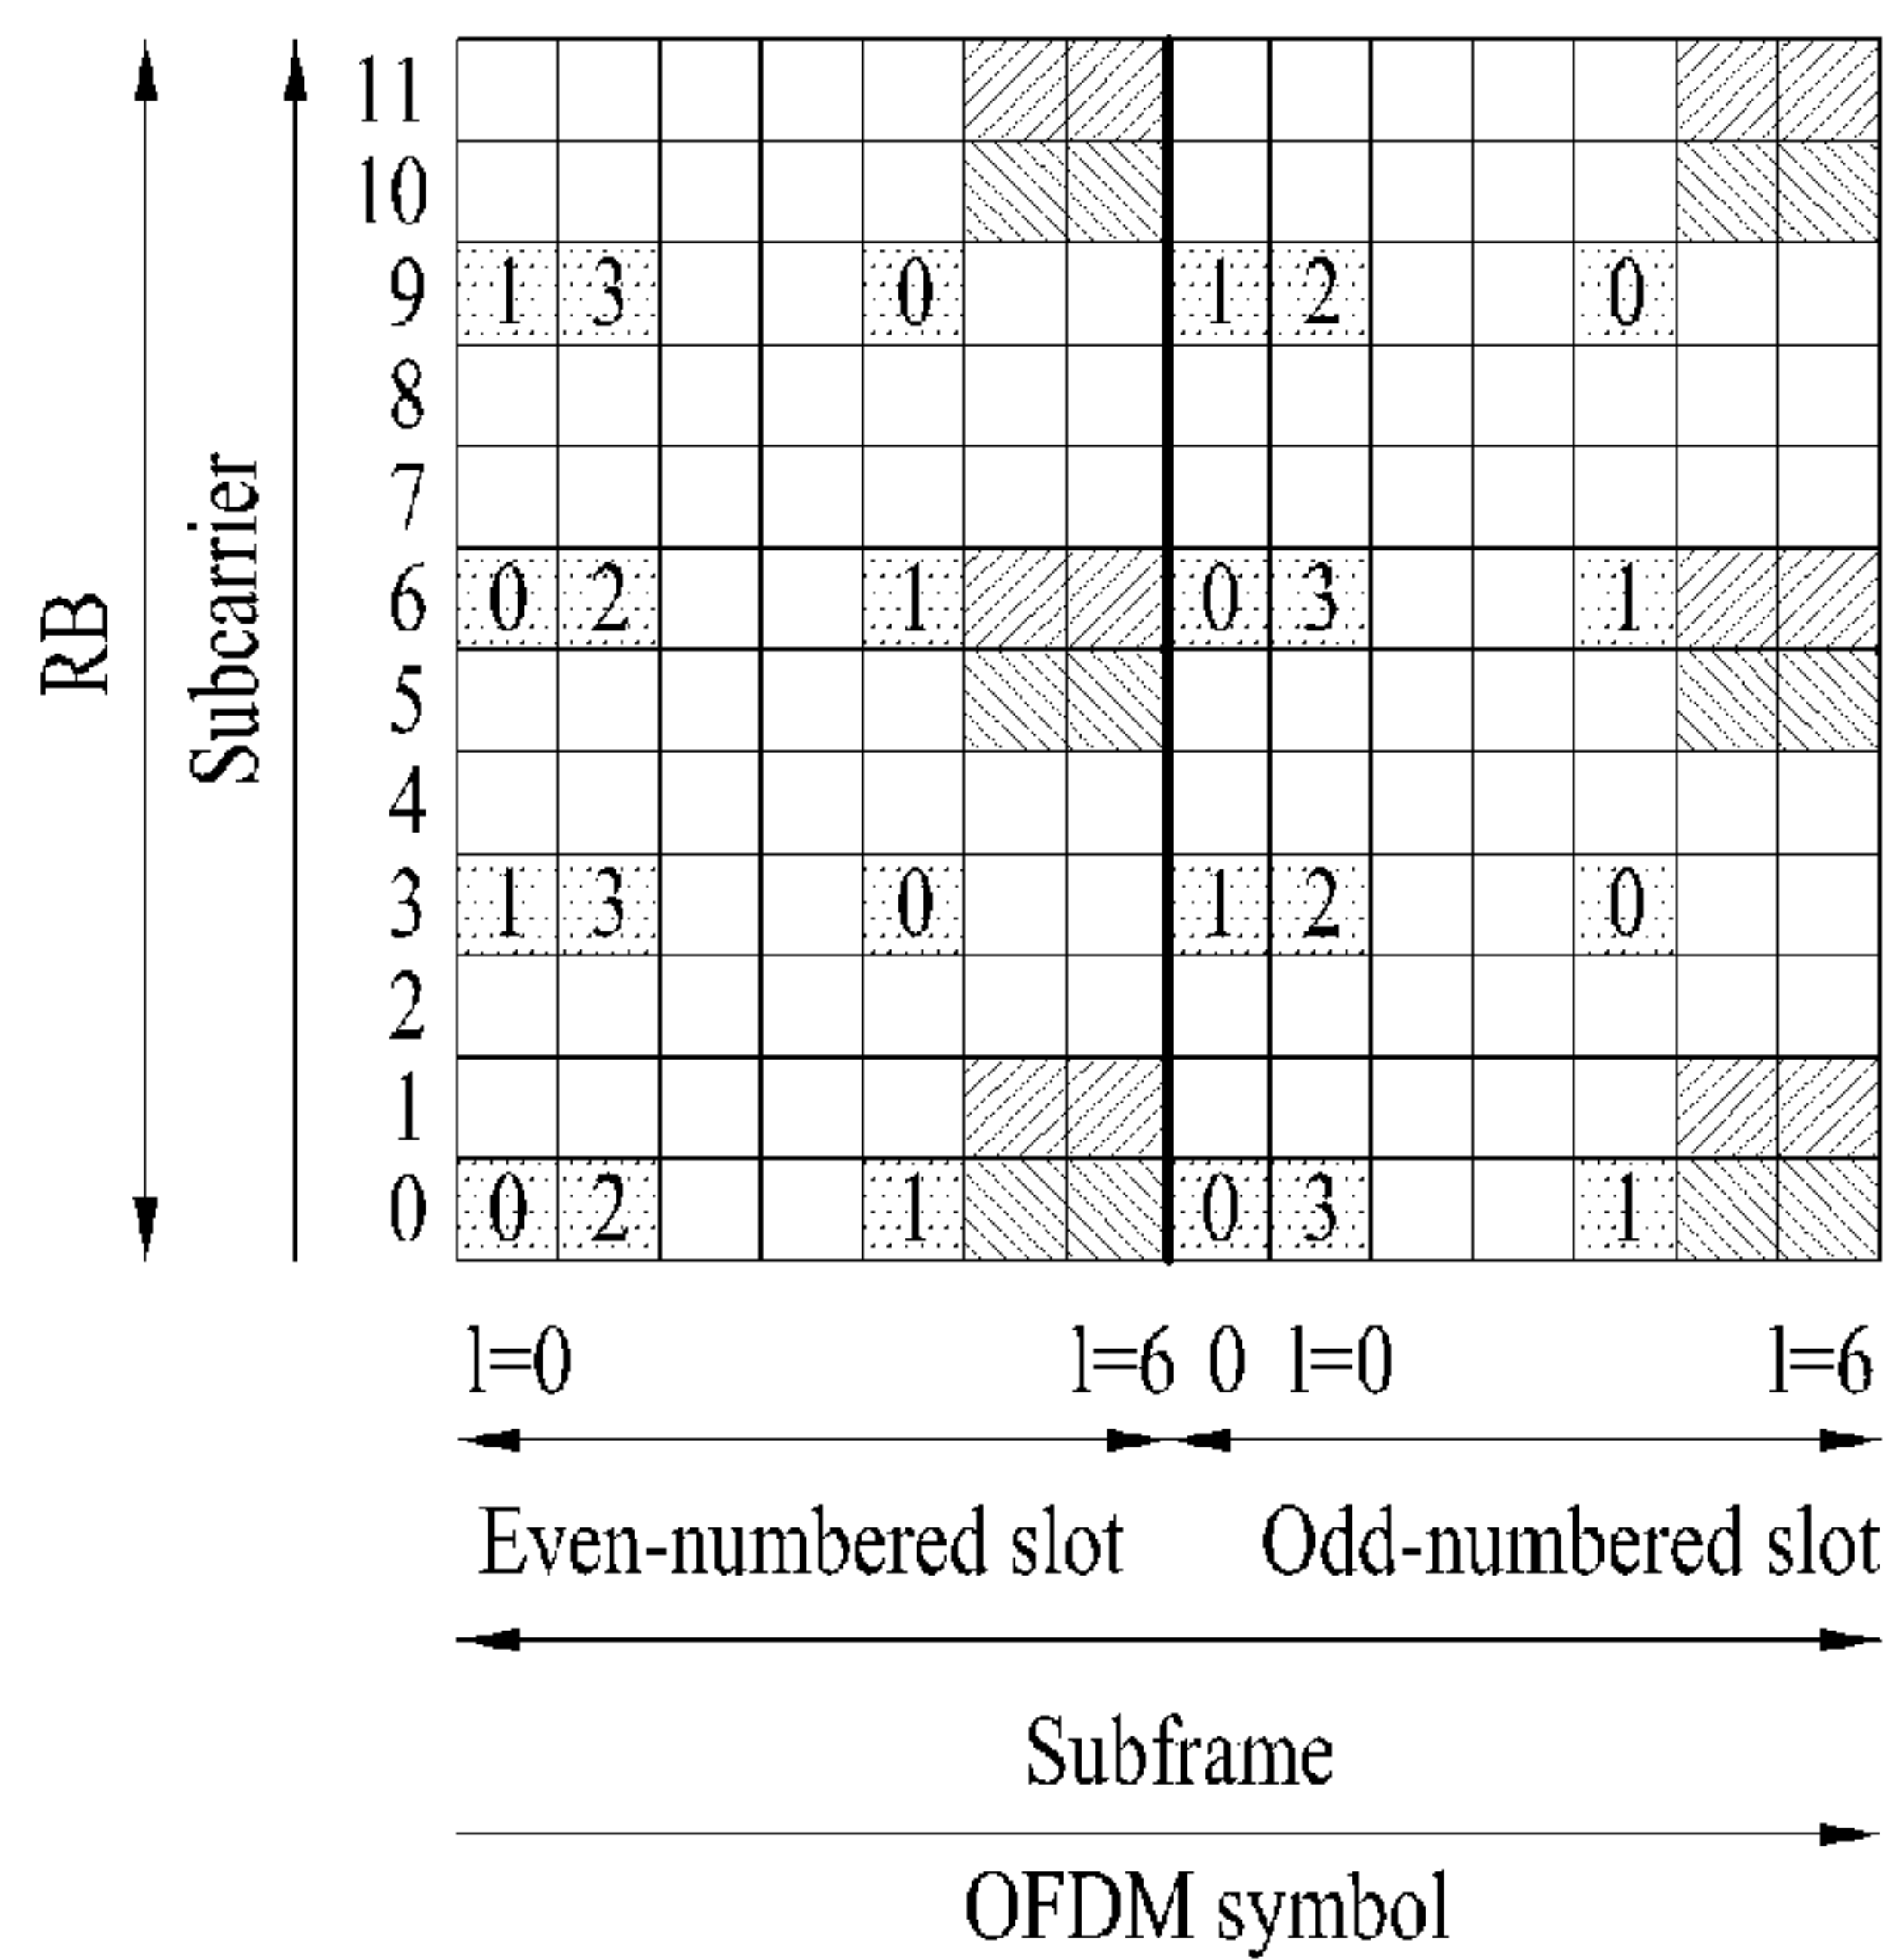 RB
Subcarrier
11
10
9 1 3 0 1 2 0
8
7
6 0 2 1 0 3 1
5
4
3 1 3 0 1 2 0
2
1
0 0 2 1 0 3 1
l=0 l=6 0 l=0 l=6
Even-numbered slot Odd-numbered slot
Subframe
OFDM symbol